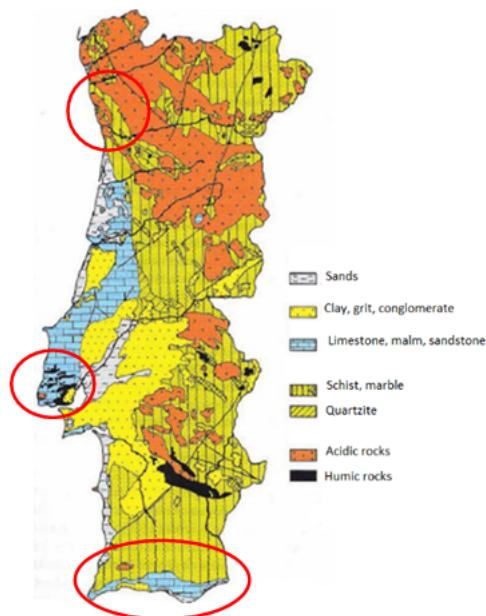 Sands
Clay, grit, conglomerate
Limestone, malm, sandstone
Schist, marble
Quartzite
Acidic rocks
Humic rocks